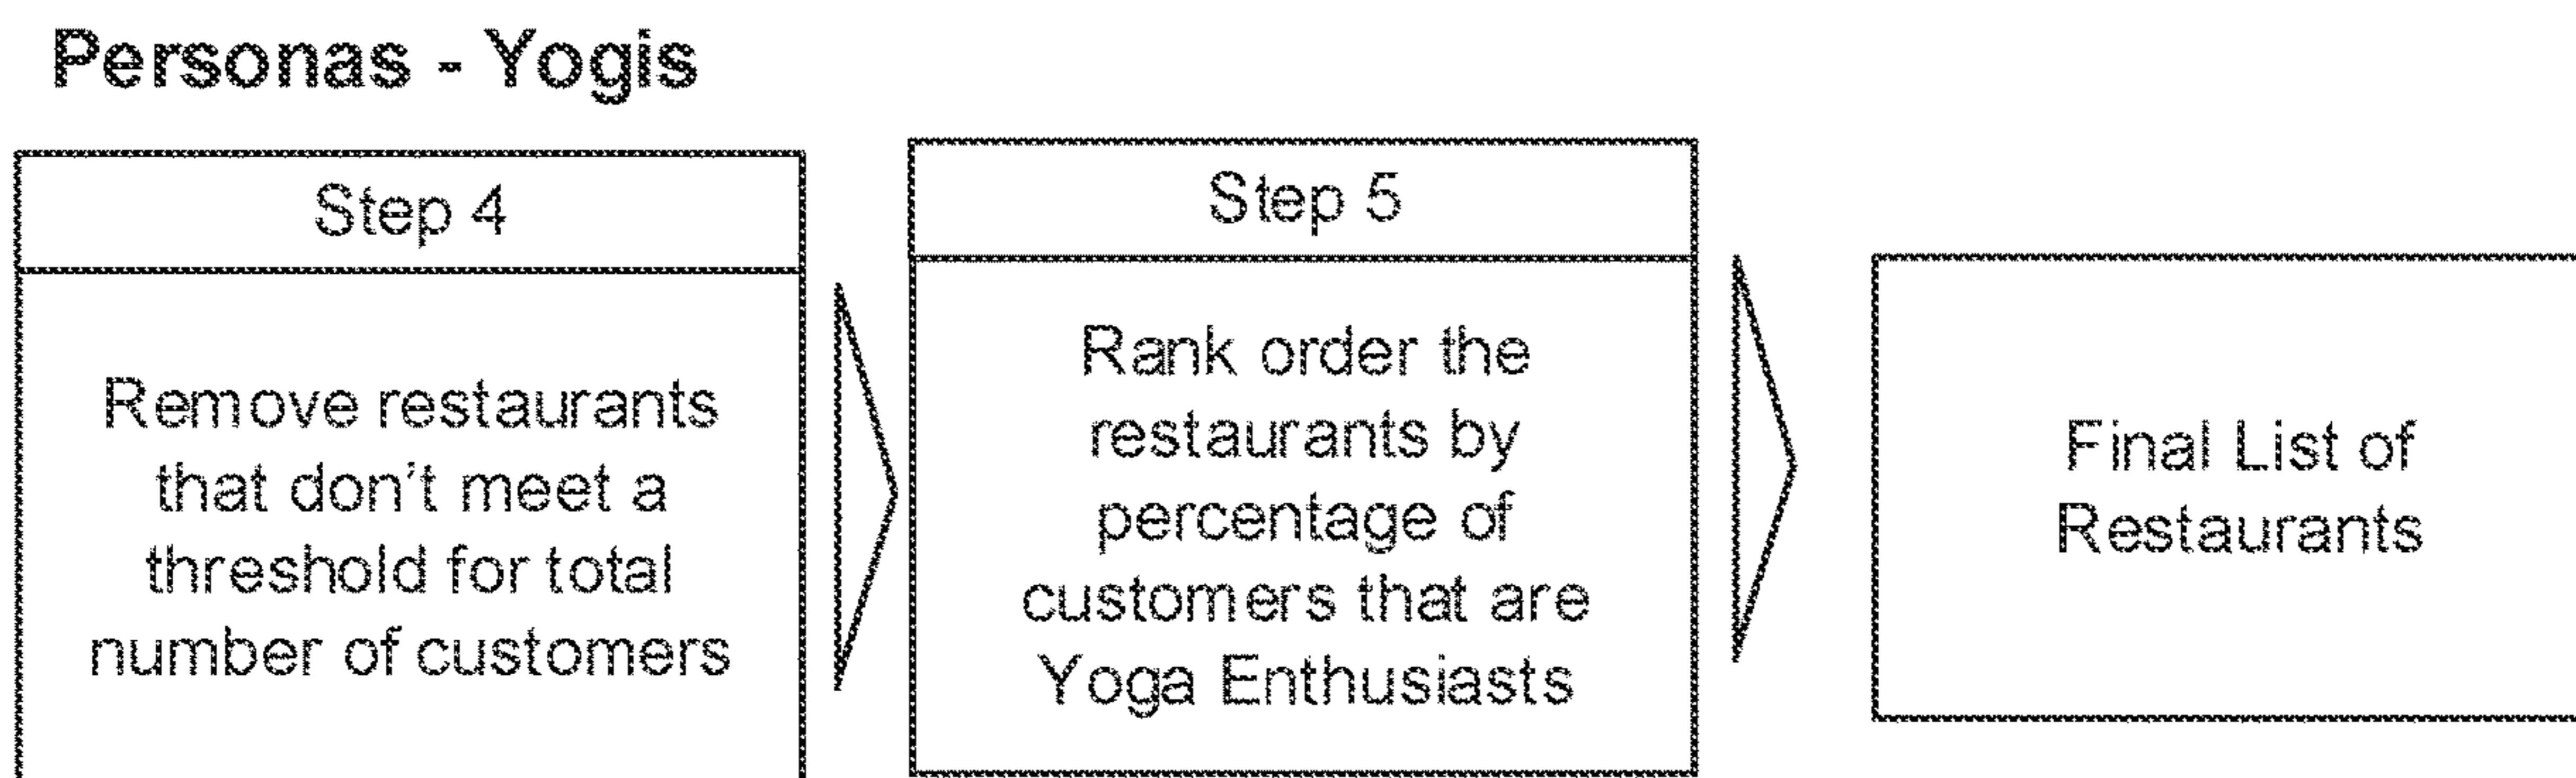 Personas - Yogis
Step 4
Remove restaurants
that don't meet a
threshold for total
number of customers
Step 5
Rank order the
restaurants by
percentage of
customers that are
Yoga Enthusiasts
Final List of
Restaurants